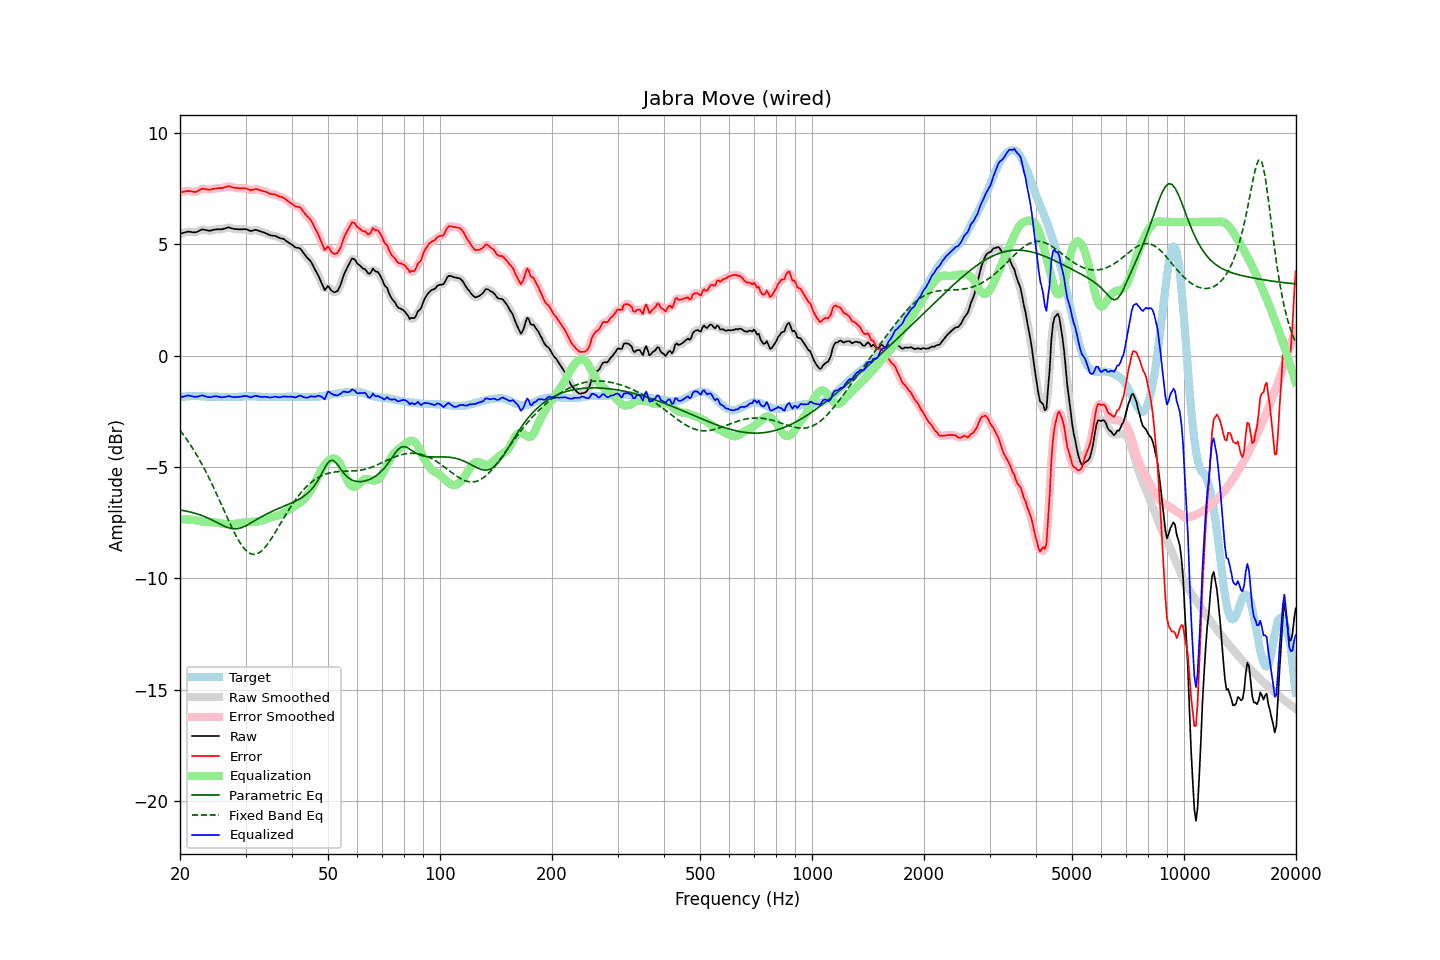 Jabra Move (wired)
10
5
0
−5
−10
−15
−20
Amplitude (dBr)
Target
Raw Smoothed
Error Smoothed
Raw
Error
Equalization
Parametric Eq
Fixed Band Eq
Equalized
20 50 100 200 500 1000 2000 5000 10000 20000
Frequency (Hz)